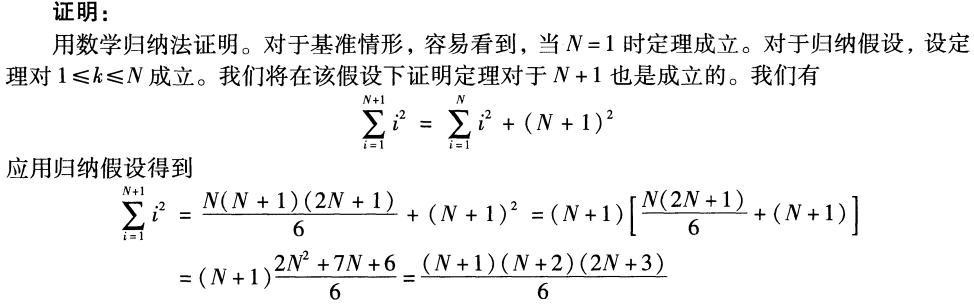 证明：
用数学归纳法证明。对于基准情形，容易看到，当 N=1 时定理成立。对于归纳假设，设定
理对 1≤k≤N 成立。我们将在该假设下证明定理对于 N+1 也是成立的。我们有
\sum_{i=1}^{N+1} i^2 = \sum_{i=1}^{N} i^2 + (N+1)^2
应用归纳假设得到
\sum_{i=1}^{N+1} i^2 = \frac{N(N+1)(2N+1)}{6} + (N+1)^2 = (N+1)\left[\frac{N(2N+1)}{6} + (N+1)\right]
= (N+1)\frac{2N^2+7N+6}{6} = \frac{(N+1)(N+2)(2N+3)}{6}